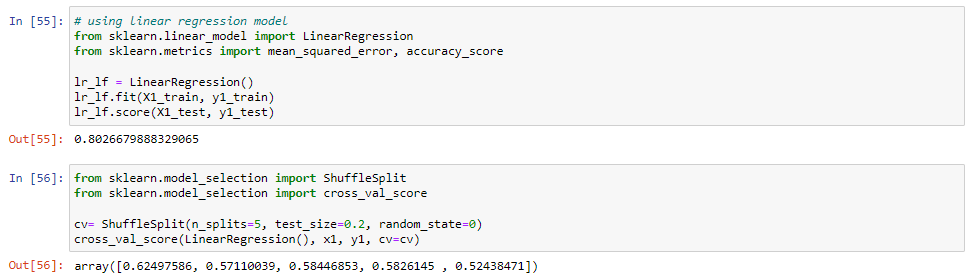 In [55]: # using linear regression model
from sklearn.linear_model import LinearRegression
from sklearn.metrics import mean_squared_error, accuracy_score
lr_lf = LinearRegression()
lr_lf.fit(X1_train, y1_train)
lr_lf.score(X1_test, y1_test)
Out[55]: 0.8026679888329065
In [56]: from sklearn.model_selection import ShuffleSplit
from sklearn.model_selection import cross_val_score
cv= ShuffleSplit(n_splits=5, test_size=0.2, random_state=0)
cross_val_score(LinearRegression(), x1, y1, cv=cv)
Out[56]: array([0.62497586, 0.57110039, 0.58446853, 0.5826145 , 0.52438471])